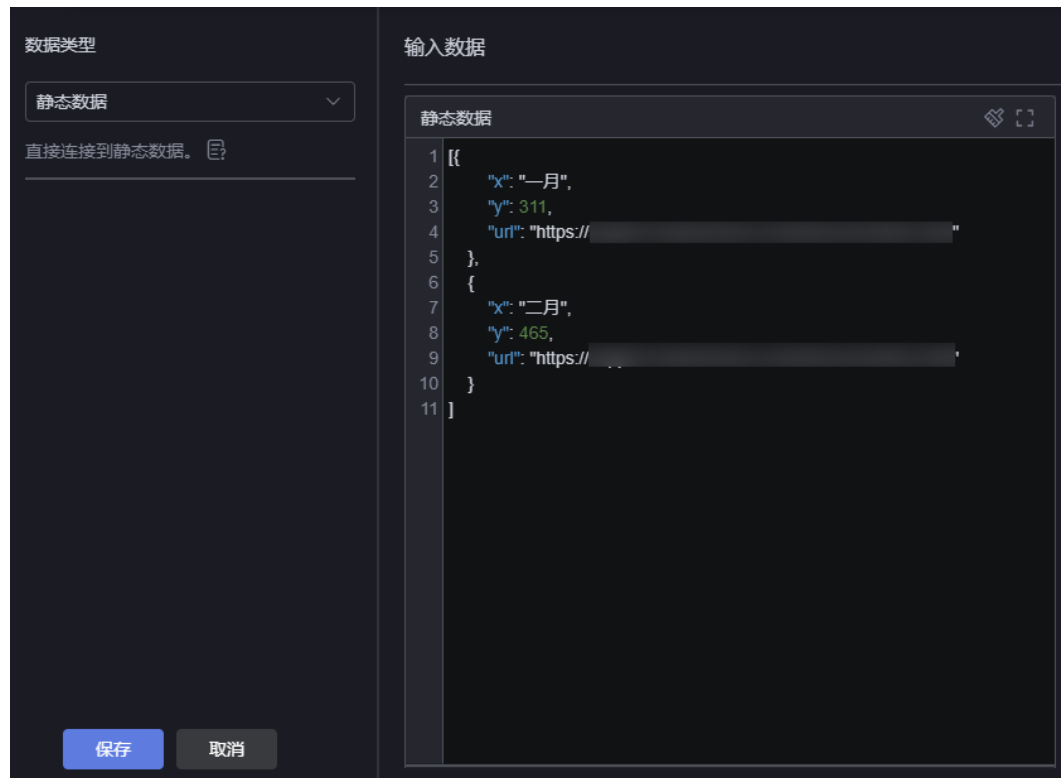 数据类型
静态数据
直接连接到静态数据。
保存
取消
输入数据
静态数据
1 [{
2 "x": "一月",
3 "y": 311,
4 "url": "https:// "
5 },
6 {
7 "x": "二月",
8 "y": 465,
9 "url": "https:// "
10 }
11 ]